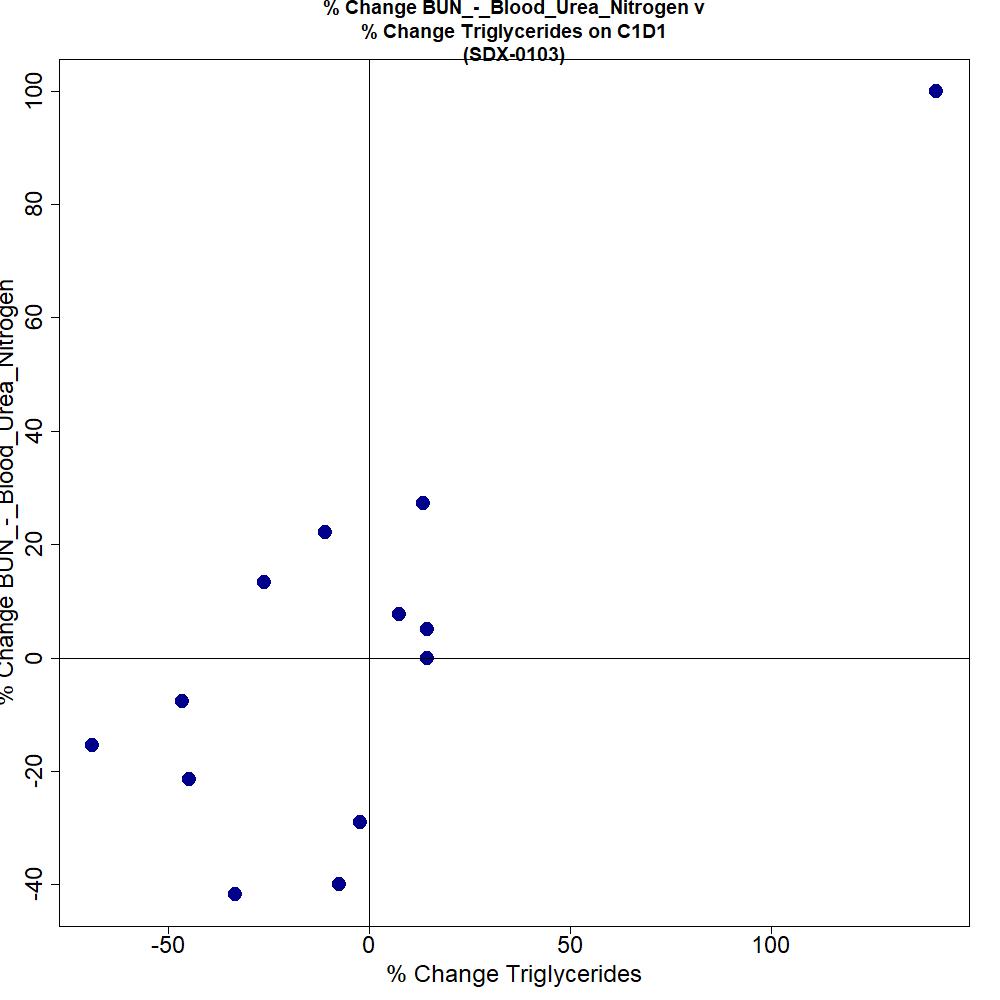 % Change BUN_-_Blood_Urea_Nitrogen v
% Change Triglycerides on C1D1
(SDX-0103)
% Change BUN_-_Blood_Urea_Nitrogen
100
80
60
40
20
0
-20
-40
-50
0
50
100
% Change Triglycerides